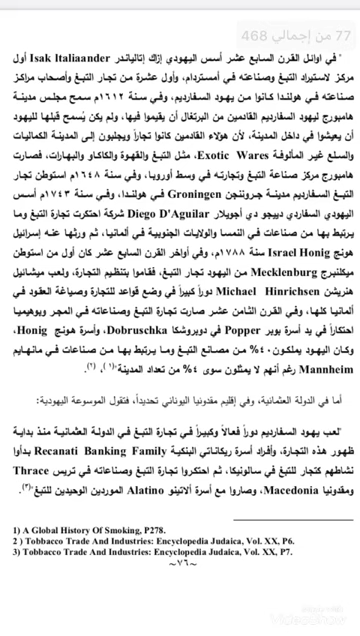 77 من إجمالي 468
"في أوائل القرن السابع عشر أسس اليهودي إزاك إتاليـاندر Isak Italiaander أول
مركز لاستيراد التبغ وصناعته في أمستردام، وأول عشرة من تجار التبغ وأصحاب مراكز
صناعته في هولندا كانوا من يهود السفارديم، وفي سنة ١٦١٢م سمح مجلس مدينة
هامبورج ليهود السفارديم القادمين من البرتغال أن يقيموا فيها، ولم يكن يُسمح قبلها لليهود
أن يعيشوا في داخل المدينة، لأن هؤلاء القادمين كانوا تجاراً ويجلبون إلى المدينة الكماليات
والسلع غير المألوفة Exotic Wares، مثل التبغ والقهوة والكاكاو والبهارات، فصارت
هامبورج مركز صناعة التبغ وتجارته في وسط أوروبا، وفي سنة ١٦٤٨م استوطن تجار
التبغ السفارديم مدينة جروننجن Groningen في هولندا، وفي سنة ١٧٤٣م أسس
اليهودي السفاردي دييجو دي أجويلار Diego D'Aguilar شركة احتكرت تجارة التبغ وما
يرتبط بها من صناعات في النمسا والولايات الجنوبية في ألمانيا، ثم ورثها عنه إسرائيل
هونج Israel Honig سنة ١٧٨٨م، وفي أواخر القرن السابع عشر كان أول من استوطن
ميكلنبرج Mecklenburg من اليهود تجار التبغ، فقاموا بتنظيم التجارة، ولعب ميشائيل
هنريشن Michael Hinrichsen دوراً كبيراً في وضع قواعد للتجارة وصياغة العقود في
ألمانيا كلها، وفي القرن الثامن عشر صارت تجارة التبغ وصناعته في المجر وبوهيميا
احتكاراً في يد أسرة بوبر Popper في دوبروشكا Dobruschka، وأسرة هونج Honig،
وكان اليهود يملكون ٤٠% من مصانع التبغ وما يرتبط بها من صناعات في مانهايم
Mannheim رغم أنهم لا يمثلون سوى ٤% من تعداد المدينة"(١)، (٢).
أما في الدولة العثمانية، وفي إقليم مقدونيا اليوناني تحديداً، فتقول الموسوعة اليهودية:
"لعب يهود السفارديم دوراً فعالاً وكبيراً في تجارة التبغ في الدولة العثمانية منذ بداية
ظهور هذه التجارة، وأفراد أسرة ريكاناتي البنكية Recanati Banking Family بدأوا
نشاطهم كتجار للتبغ في سالونيكا، ثم احتكروا تجارة التبغ وصناعته في تريس Thrace
ومقدونيا Macedonia، وصاروا مع أسرة ألاتينو Alatino الموردين الوحيدين للتبغ"(٣).
1) A Global History Of Smoking, P278.
2 ) Tobbacco Trade And Industries: Encyclopedia Judaica, Vol. XX, P6.
3) Tobbacco Trade And Industries: Encyclopedia Judaica, Vol. XX, P7.
~٧٦~